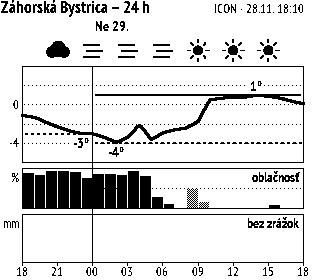 Záhorská Bystrica – 24 h ICON · 28.11. 18:10
Ne 29.
1°
0
-3°
-4°
-4
% oblačnosť
mm bez zrážok
18 21 00 03 06 09 12 15 18